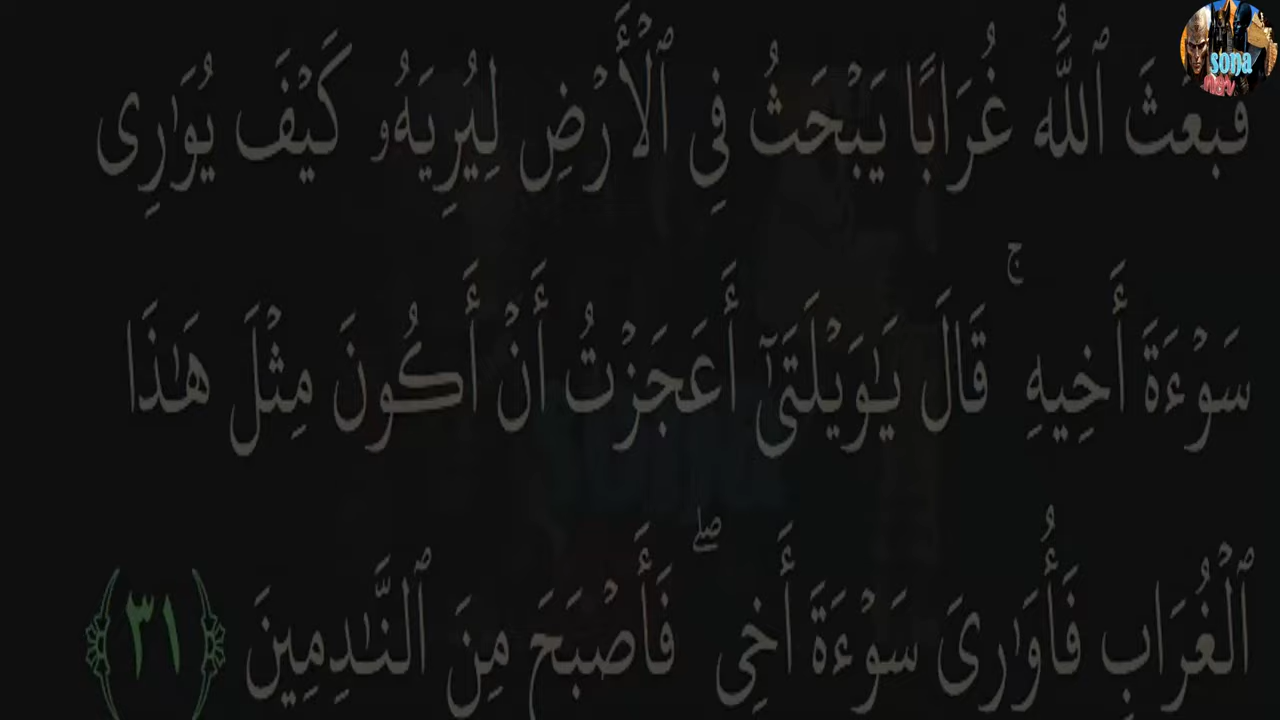 فَبَعَثَ ٱللَّهُ غُرَابًا يَبْحَثُ فِى ٱلْأَرْضِ لِيُرِيَهُۥ كَيْفَ يُوَٰرِى
سَوْءَةَ أَخِيهِ ۚ قَالَ يَٰوَيْلَتَىٰٓ أَعَجَزْتُ أَنْ أَكُونَ مِثْلَ هَٰذَا
ٱلْغُرَابِ فَأُوَٰرِىَ سَوْءَةَ أَخِى ۖ فَأَصْبَحَ مِنَ ٱلنَّٰدِمِينَ ﴿٣١﴾
sona